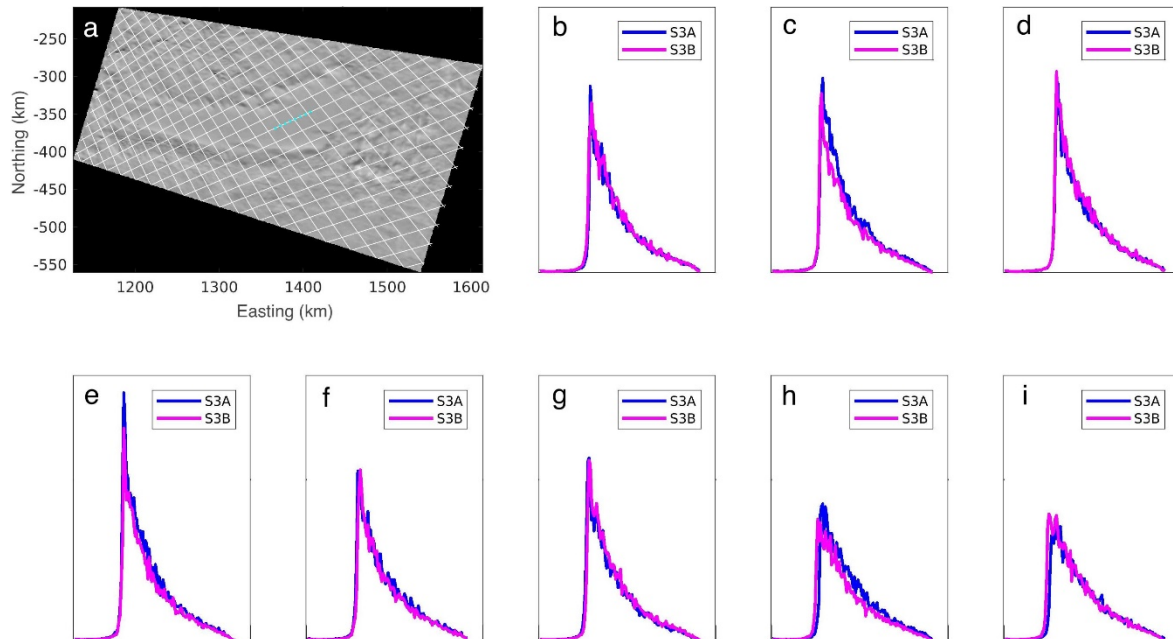 a
-250
-300
-350
-400
-450
-500
-550
Northing (km)
1200 1300 1400 1500 1600
Easting (km)
b
S3A
S3B
c
S3A
S3B
d
S3A
S3B
e
S3A
S3B
f
S3A
S3B
g
S3A
S3B
h
S3A
S3B
i
S3A
S3B